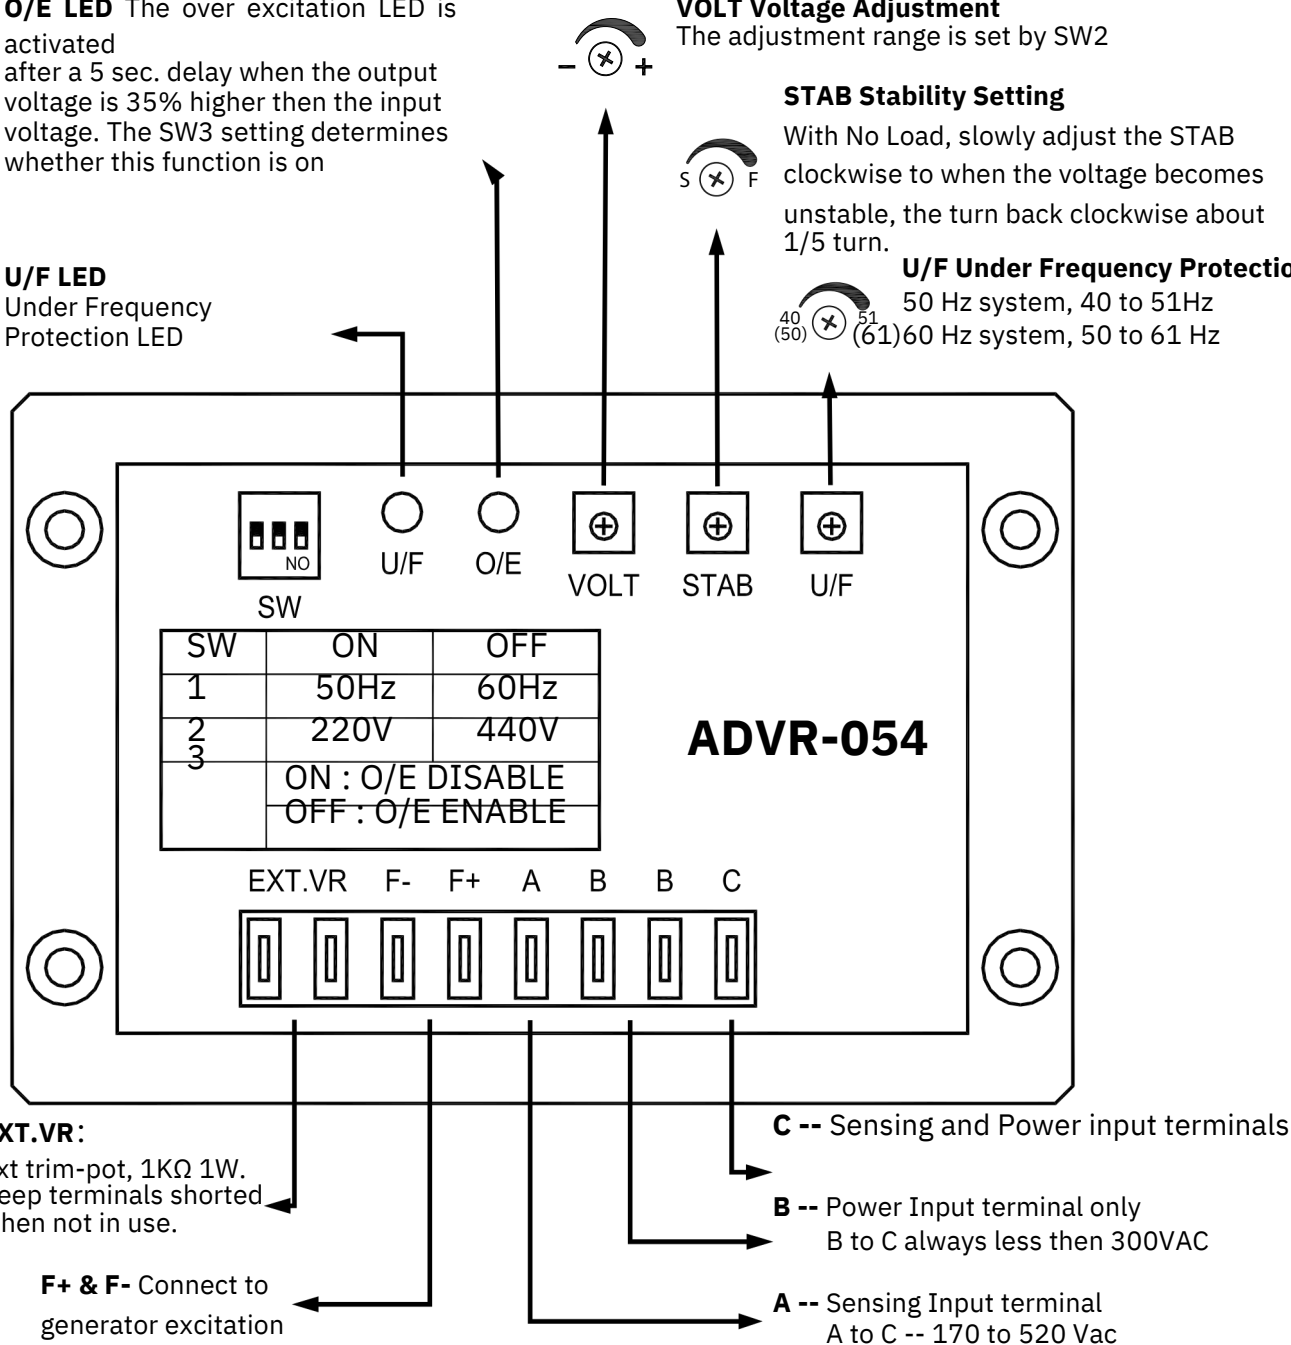 O/E LED The over excitation LED is
activated
after a 5 sec. delay when the output
voltage is 35% higher then the input
voltage. The SW3 setting determines
whether this function is on
VOLT Voltage Adjustment
The adjustment range is set by SW2
- +
STAB Stability Setting
With No Load, slowly adjust the STAB
clockwise to when the voltage becomes
unstable, the turn back clockwise about
1/5 turn.
S F
U/F LED
Under Frequency
Protection LED
U/F Under Frequency Protectio
50 Hz system, 40 to 51Hz
60 Hz system, 50 to 61 Hz
40 51
(50) (61)
NO
SW
U/F O/E VOLT STAB U/F
SW ON OFF
1 50Hz 60Hz
2 220V 440V
3
ON : O/E DISABLE
OFF : O/E ENABLE
ADVR-054
EXT.VR F- F+ A B B C
XT.VR:
xt trim-pot, 1KΩ 1W.
eep terminals shorted
hen not in use.
F+ & F- Connect to
generator excitation
C -- Sensing and Power input terminals
B -- Power Input terminal only
B to C always less then 300VAC
A -- Sensing Input terminal
A to C -- 170 to 520 Vac